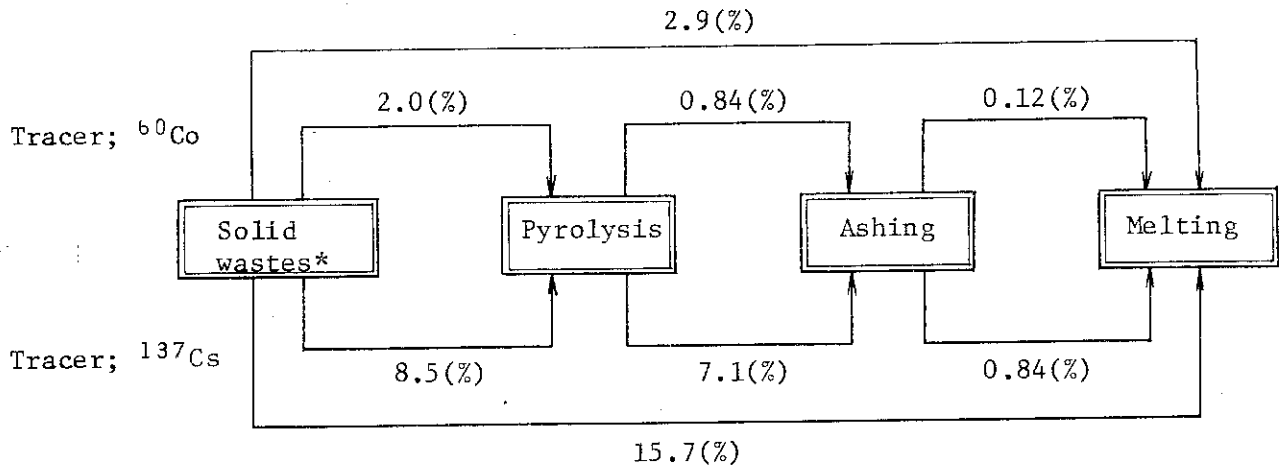 2.9(%)
2.0(%)
0.84(%)
0.12(%)
Tracer; ⁶⁰Co
Solid
wastes*
Pyrolysis
Ashing
Melting
Tracer; ¹³⁷Cs
8.5(%)
7.1(%)
0.84(%)
15.7(%)